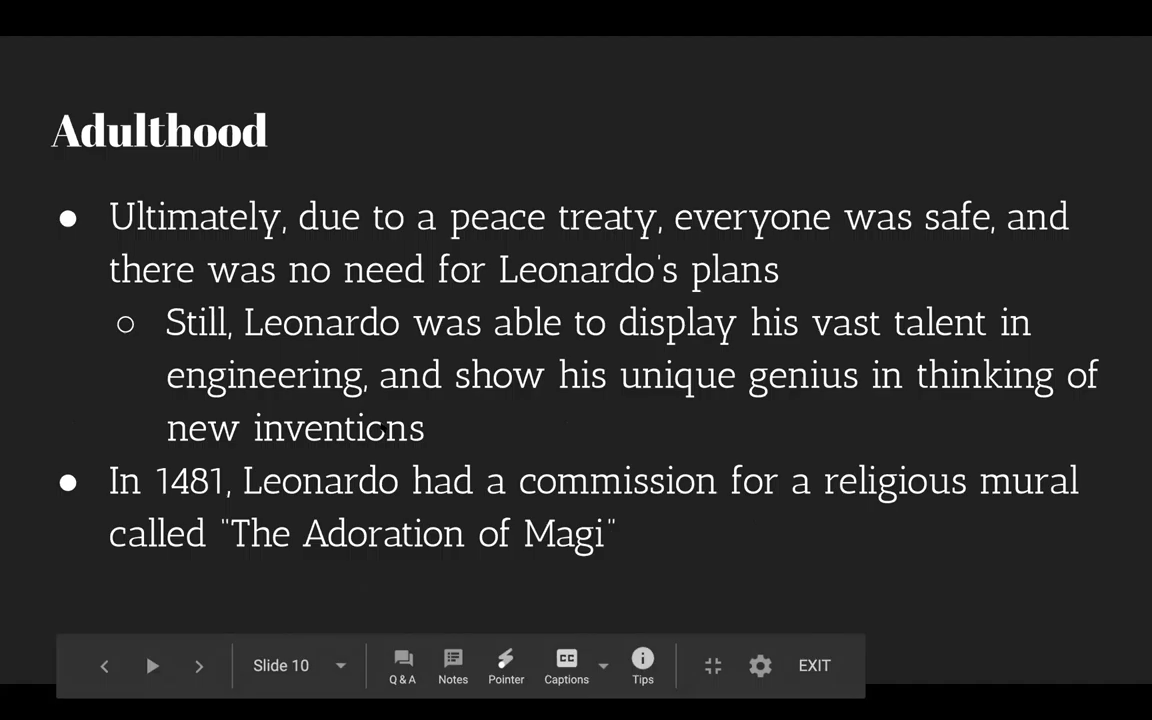 Adulthood
● Ultimately, due to a peace treaty, everyone was safe, and
there was no need for Leonardo's plans
○ Still, Leonardo was able to display his vast talent in
engineering, and show his unique genius in thinking of
new inventions
● In 1481, Leonardo had a commission for a religious mural
called "The Adoration of Magi"
Slide 10
Q & A
Notes
Pointer
CC
Captions
Tips
EXIT